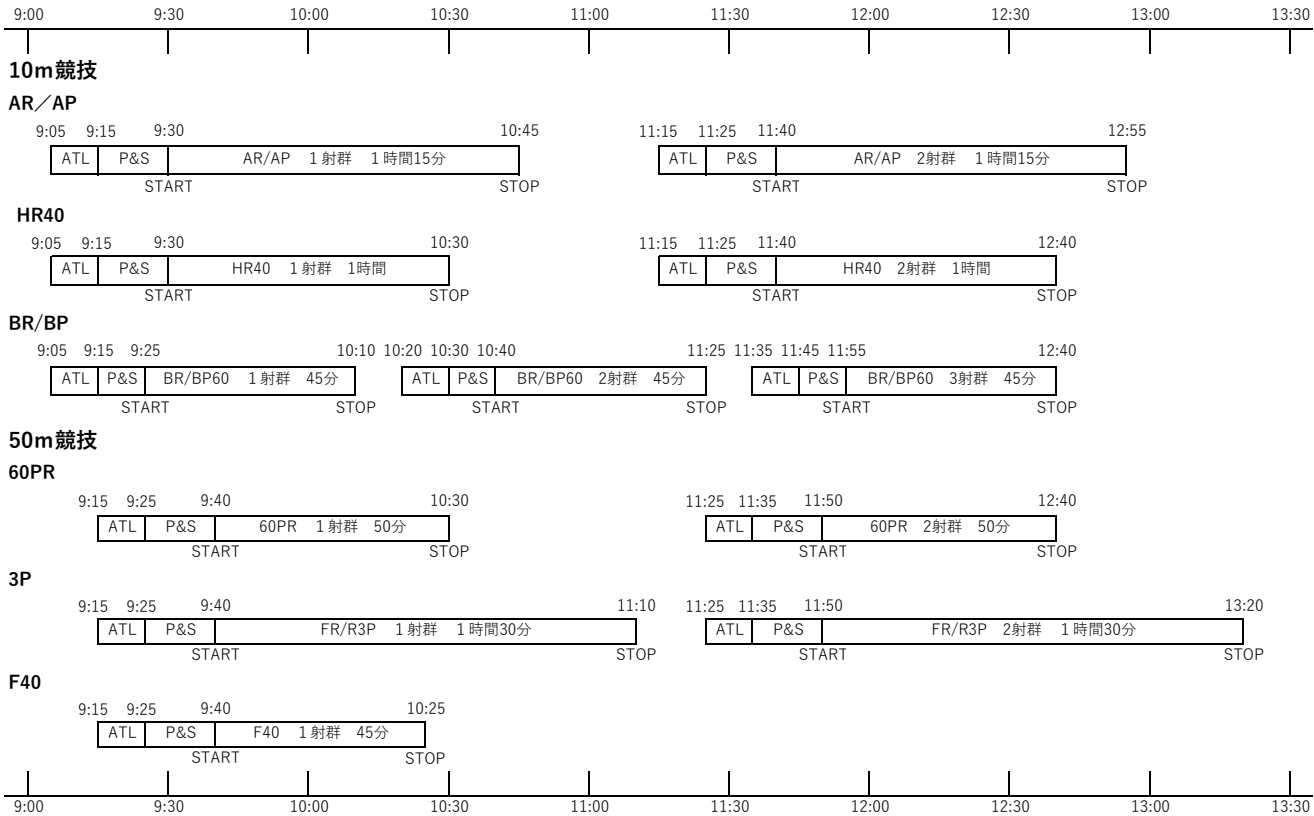 9:00 9:30 10:00 10:30 11:00 11:30 12:00 12:30 13:00 13:30
10m競技
AR／AP
9:05 9:15 9:30 10:45 11:15 11:25 11:40 12:55
ATL P&S AR/AP 1射群 1時間15分 ATL P&S AR/AP 2射群 1時間15分
START STOP START STOP
HR40
9:05 9:15 9:30 10:30 11:15 11:25 11:40 12:40
ATL P&S HR40 1射群 1時間 ATL P&S HR40 2射群 1時間
START STOP START STOP
BR/BP
9:05 9:15 9:25 10:10 10:20 10:30 10:40 11:25 11:35 11:45 11:55 12:40
ATL P&S BR/BP60 1射群 45分 ATL P&S BR/BP60 2射群 45分 ATL P&S BR/BP60 3射群 45分
START STOP START STOP START STOP
50m競技
60PR
9:15 9:25 9:40 10:30 11:25 11:35 11:50 12:40
ATL P&S 60PR 1射群 50分 ATL P&S 60PR 2射群 50分
START STOP START STOP
3P
9:15 9:25 9:40 11:10 11:25 11:35 11:50 13:20
ATL P&S FR/R3P 1射群 1時間30分 ATL P&S FR/R3P 2射群 1時間30分
START STOP START STOP
F40
9:15 9:25 9:40 10:25
ATL P&S F40 1射群 45分
START STOP
9:00 9:30 10:00 10:30 11:00 11:30 12:00 12:30 13:00 13:30